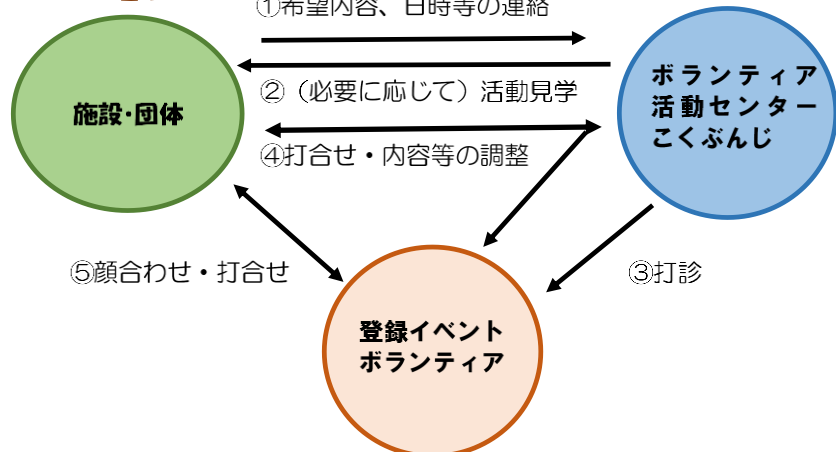 ①希望内容、日時等の連絡
②（必要に応じて）活動見学
④打合せ・内容等の調整
施設･団体
ボランティア
活動センター
こくぶんじ
⑤顔合わせ・打合せ
③打診
登録イベント
ボランティア